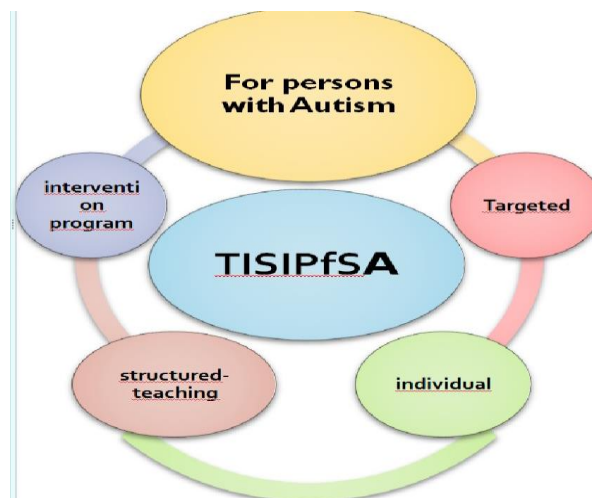 For persons
with Autism
interventi
on
program
Targeted
TISIPfSA
structured-
teaching
individual